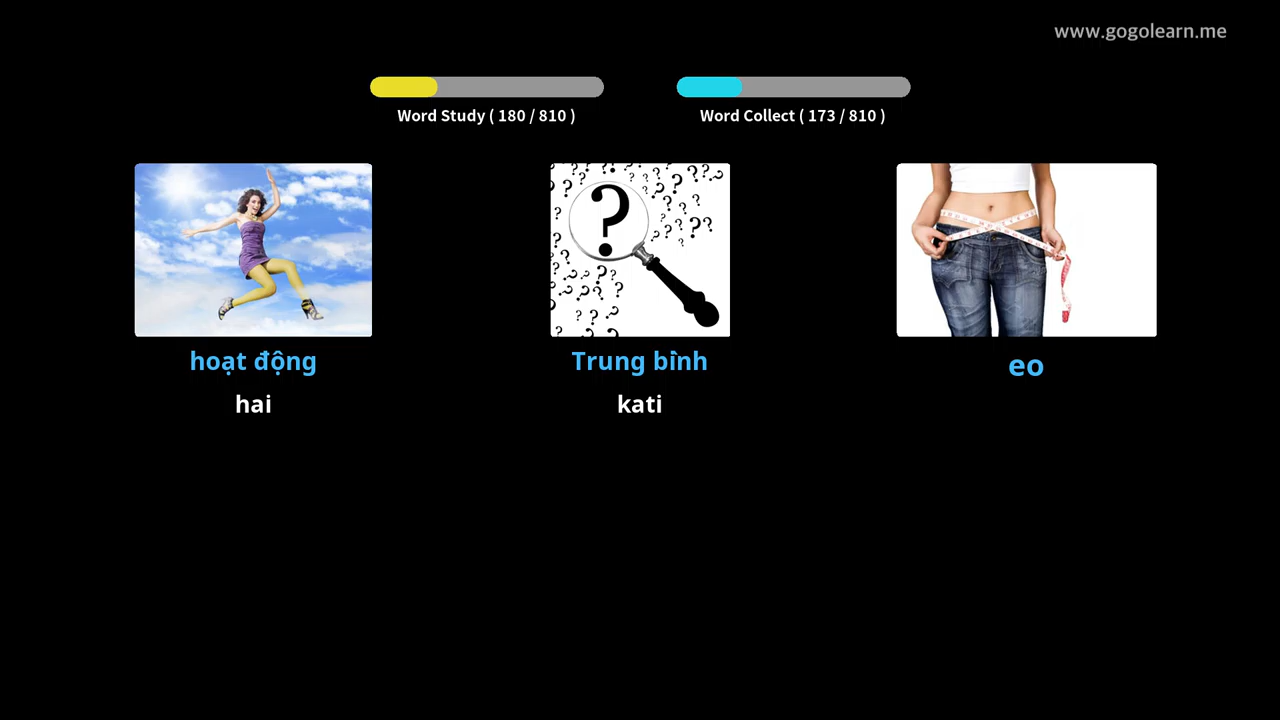 www.gogolearn.me
Word Study ( 180 / 810 )
Word Collect ( 173 / 810 )
hoạt động
Trung bình
eo
hai
kati